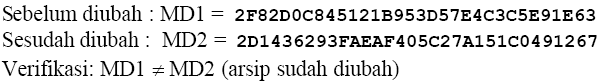 Sebelum diubah : MD1 = 2F82D0C845121B953D57E4C3C5E91E63
Sesudah diubah : MD2 = 2D1436293FAEAF405C27A151C0491267
Verifikasi: MD1 ≠ MD2 (arsip sudah diubah)